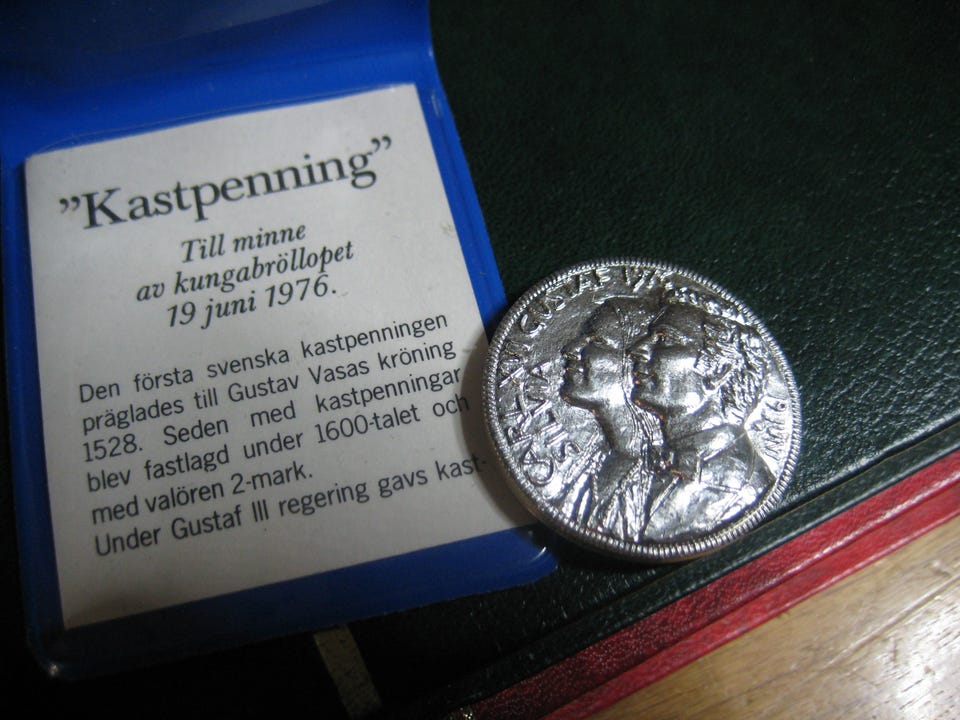 ”Kastpenning”
Till minne
av kungabröllopet
19 juni 1976.
Den första svenska kastpenningen
präglades till Gustav Vasas kröning
1528. Seden med kastpenningar
blev fastlagd under 1600-talet och
med valören 2-mark.
Under Gustaf III regering gavs kast-
GUSTAF
SILVIA